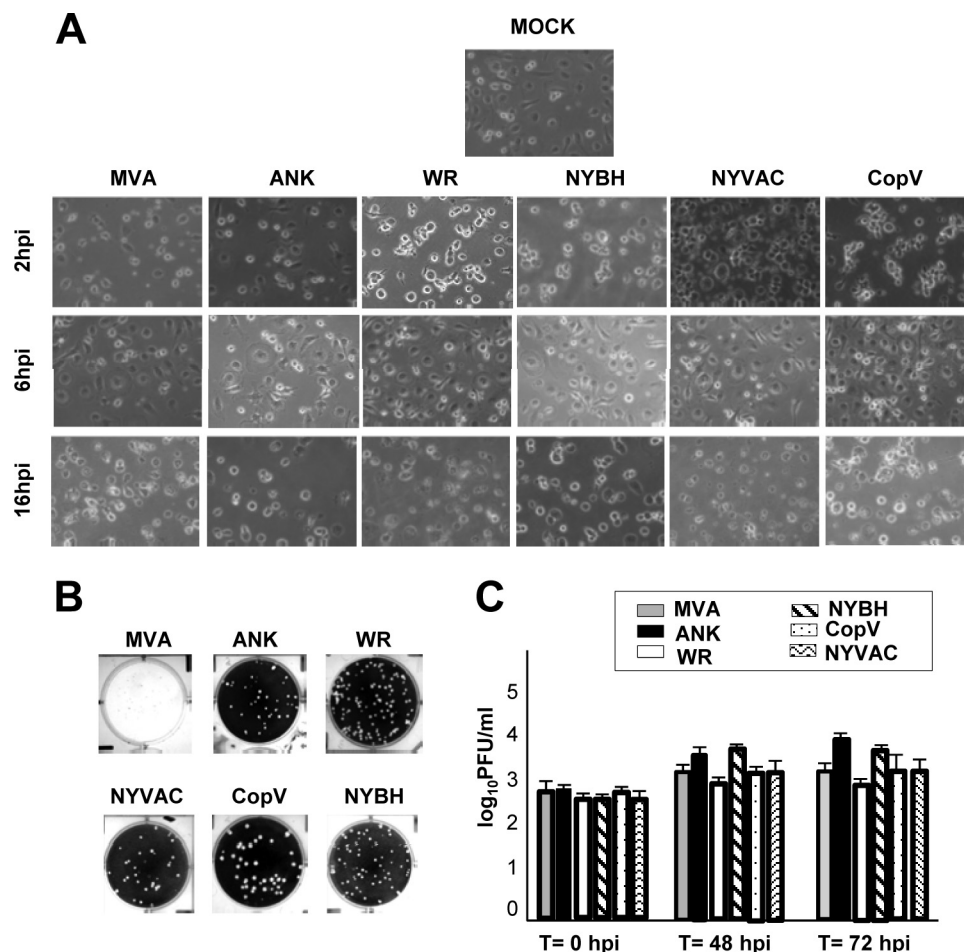 A
MOCK
MVA ANK WR NYBH NYVAC CopV
2hpi
6hpi
16hpi
B
MVA ANK WR
NYVAC CopV NYBH
C
MVA NYBH
ANK CopV
WR NYVAC
log₁₀PFU/ml
5
4
3
2
1
0
T= 0 hpi T= 48 hpi T= 72 hpi